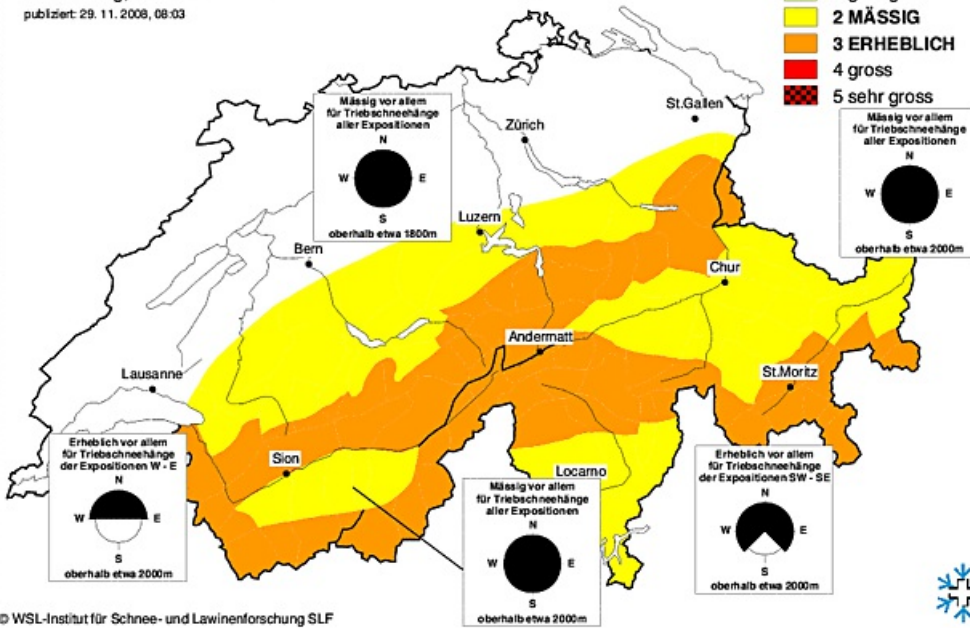 publiziert: 29. 11. 2008, 08:03
2 MÄSSIG
3 ERHEBLICH
4 gross
5 sehr gross
Mässig vor allem
für Triebschneehänge
aller Expositionen
N
W E
S
oberhalb etwa 1800m
St.Gallen
Zürich
Mässig vor allem
für Triebschneehänge
aller Expositionen
N
W E
S
oberhalb etwa 2000m
Luzern
Bern
Chur
Andermatt
Lausanne
St.Moritz
Erheblich vor allem
für Triebschneehänge
der Expositionen W - E
N
W E
S
oberhalb etwa 2000m
Sion
Locarno
Mässig vor allem
für Triebschneehänge
aller Expositionen
N
W E
S
oberhalb etwa 2000m
Erheblich vor allem
für Triebschneehänge
der Expositionen SW - SE
N
W E
S
oberhalb etwa 2000m
© WSL-Institut für Schnee- und Lawinenforschung SLF